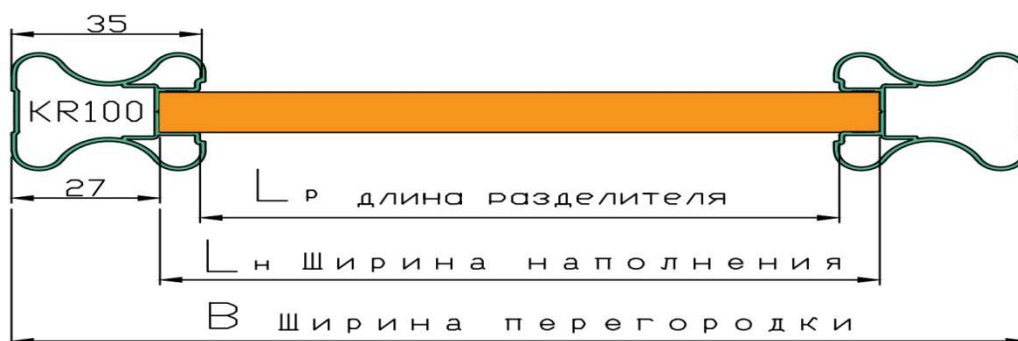 35
KR100
27
Lр длина разделителя
Lн Ширина наполнения
В Ширина перегородки